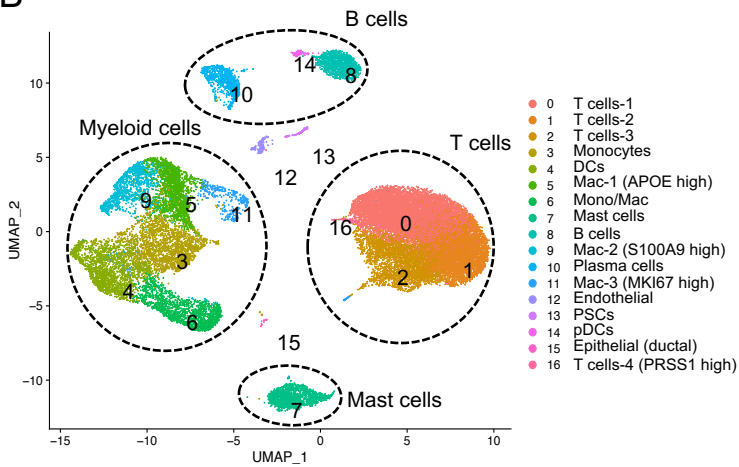 B
B cells
14
8
10
Myeloid cells
T cells
13
12
9
5
11
16
0
3
4
2
1
6
15
Mast cells
7
10
5
0
−5
−10
UMAP_2
−15
−10
−5
0
5
10
UMAP_1
0 T cells-1
1 T cells-2
2 T cells-3
3 Monocytes
4 DCs
5 Mac-1 (APOE high)
6 Mono/Mac
7 Mast cells
8 B cells
9 Mac-2 (S100A9 high)
10 Plasma cells
11 Mac-3 (MKI67 high)
12 Endothelial
13 PSCs
14 pDCs
15 Epithelial (ductal)
16 T cells-4 (PRSS1 high)